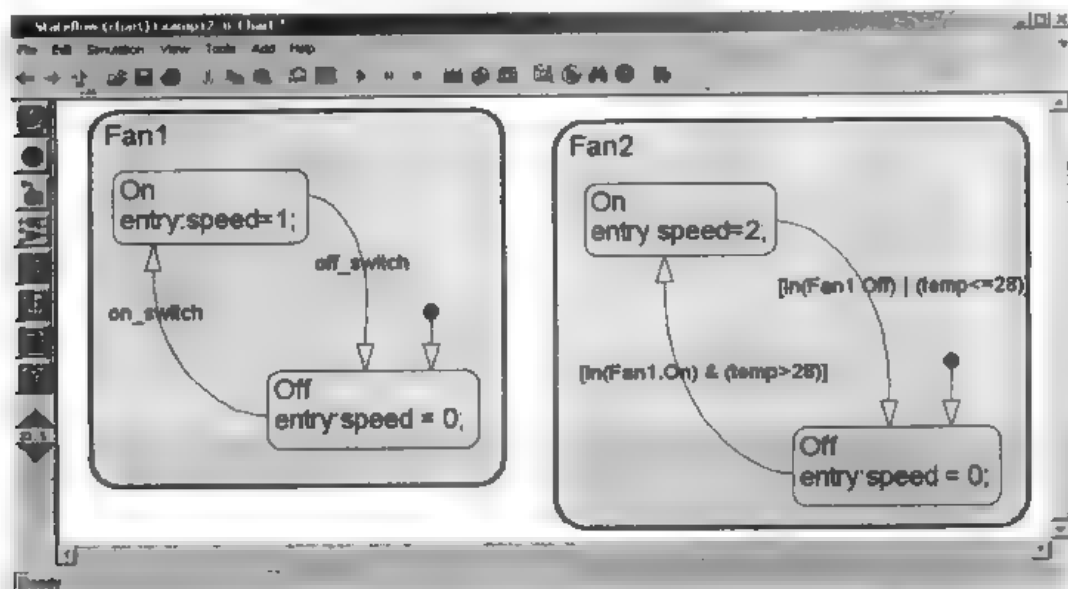 File Edit Simulation View Tools Add Help
Fan1
On
entry:speed=1;
off_switch
on_switch
Off
entry:speed = 0;
Fan2
On
entry speed=2;
[In(Fan1 Off) | (temp<=28)
[In(Fan1.On) & (temp>28)]
Off
entry:speed = 0;